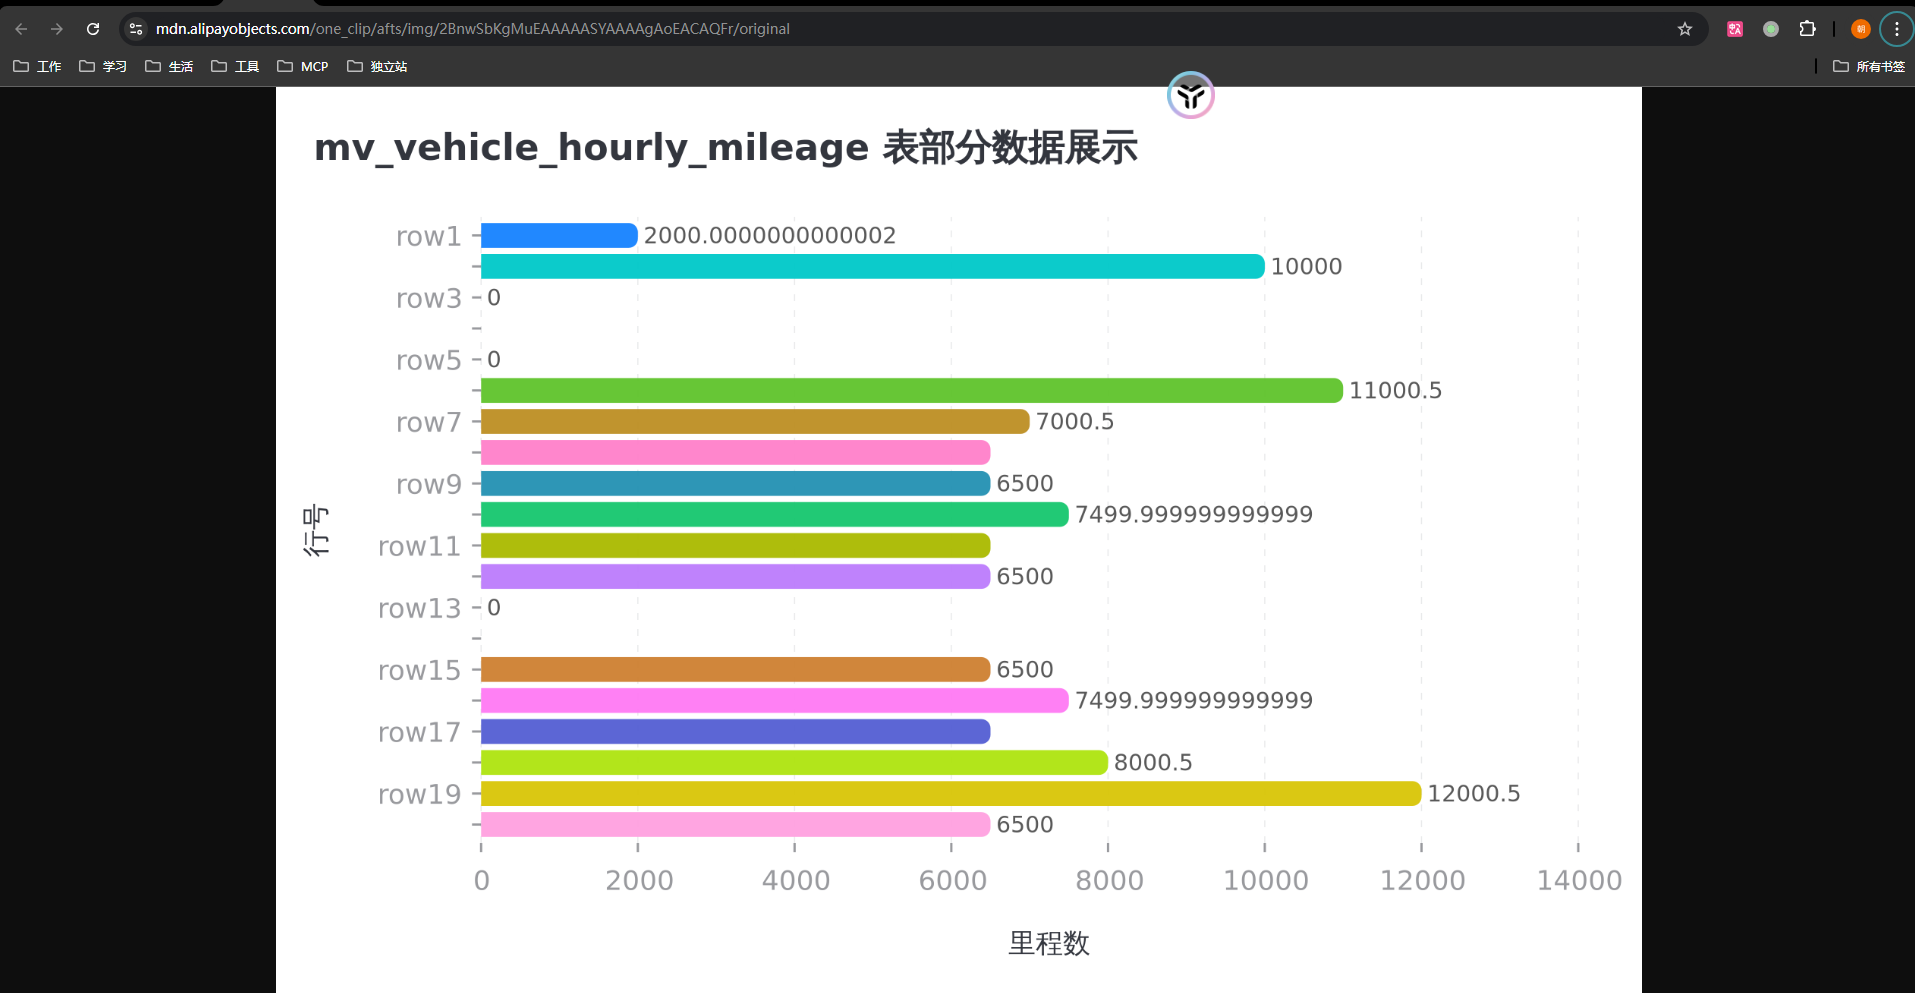 mdn.alipayobjects.com/one_clip/afts/img/2BnwSbKgMuEAAAAASYAAAAgAoEACAQFr/original
工作 学习 生活 工具 MCP 独立站 所有书签
mv_vehicle_hourly_mileage 表部分数据展示
row1 2000.0000000000002
10000
row3 0
row5 0
11000.5
row7 7000.5
row9 6500
7499.999999999999
row11
6500
row13 0
row15 6500
7499.999999999999
row17
8000.5
row19 12000.5
6500
行号
0 2000 4000 6000 8000 10000 12000 14000
里程数